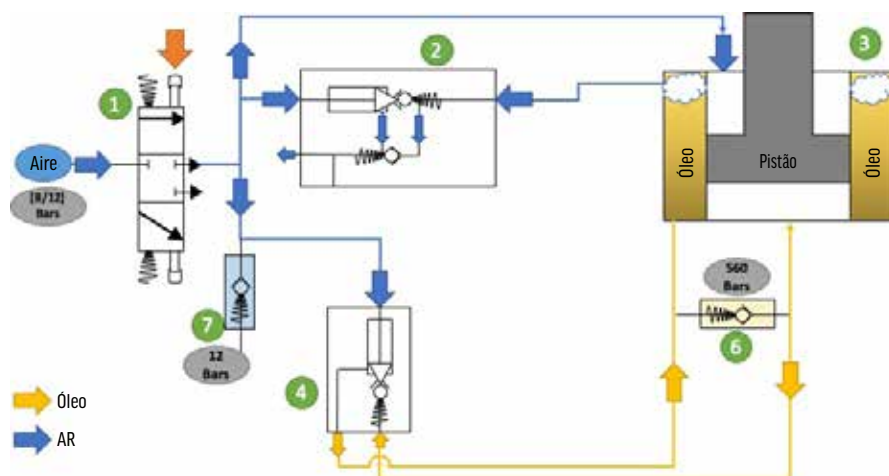 1
2
3
Aire
(8/12)
Bars
Óleo
Pistão
Óleo
560
Bars
6
7
12
Bars
4
Óleo
AR